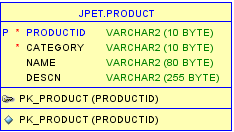 JPET.PRODUCT
P * PRODUCTID VARCHAR2 (10 BYTE)
* CATEGORY VARCHAR2 (10 BYTE)
NAME VARCHAR2 (80 BYTE)
DESCN VARCHAR2 (255 BYTE)
PK_PRODUCT (PRODUCTID)
PK_PRODUCT (PRODUCTID)